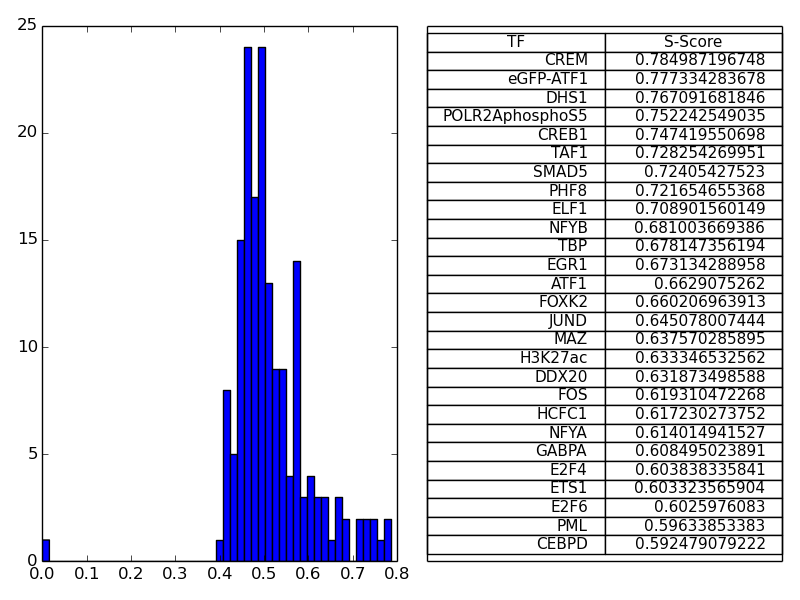 25
20
15
10
5
0
0.0 0.1 0.2 0.3 0.4 0.5 0.6 0.7 0.8
TF S-Score
CREM 0.784987196748
eGFP-ATF1 0.777334283678
DHS1 0.767091681846
POLR2AphosphoS5 0.752242549035
CREB1 0.747419550698
TAF1 0.728254269951
SMAD5 0.72405427523
PHF8 0.721654655368
ELF1 0.708901560149
NFYB 0.681003669386
TBP 0.678147356194
EGR1 0.673134288958
ATF1 0.6629075262
FOXK2 0.660206963913
JUND 0.645078007444
MAZ 0.637570285895
H3K27ac 0.633346532562
DDX20 0.631873498588
FOS 0.619310472268
HCFC1 0.617230273752
NFYA 0.614014941527
GABPA 0.608495023891
E2F4 0.603838335841
ETS1 0.603323565904
E2F6 0.6025976083
PML 0.59633853383
CEBPD 0.592479079222